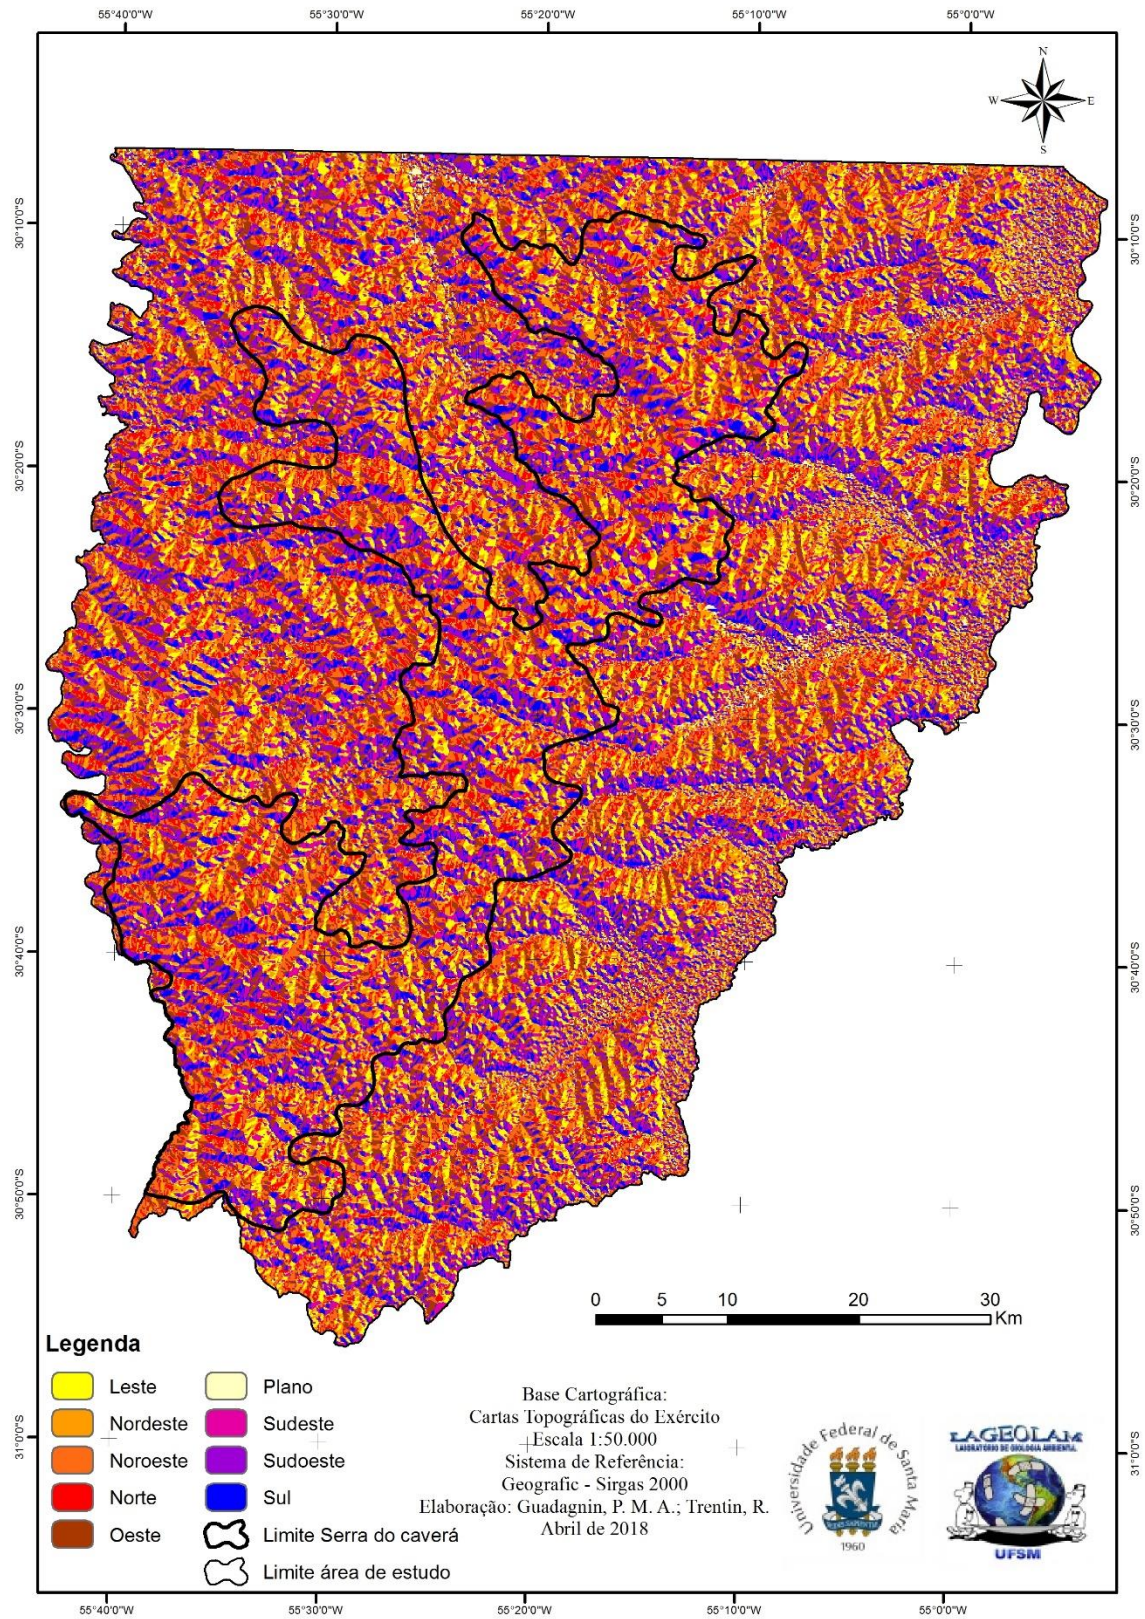 55°40'0"W 55°30'0"W 55°20'0"W 55°10'0"W 55°0'0"W
N
W E
S
30°10'0"S 30°10'0"S
30°20'0"S 30°20'0"S
30°30'0"S 30°30'0"S
30°40'0"S 30°40'0"S
30°50'0"S 30°50'0"S
0 5 10 20 30
Km
Legenda
Leste
Nordeste
Noroeste
Norte
Oeste
Plano
Sudeste
Sudoeste
Sul
Limite Serra do caverá
Limite área de estudo
Base Cartográfica:
Cartas Topográficas do Exército
Escala 1:50.000
Sistema de Referência:
Geografic - Sirgas 2000
Elaboração: Guadagnin, P. M. A.; Trentin, R.
Abril de 2018
Universidade Federal de Santa Maria
1960
LAGEOLAM
LABORATÓRIO DE GEOLOGIA AMBIENTAL
UFSM
31°0'0"S 31°0'0"S
55°40'0"W 55°30'0"W 55°20'0"W 55°10'0"W 55°0'0"W